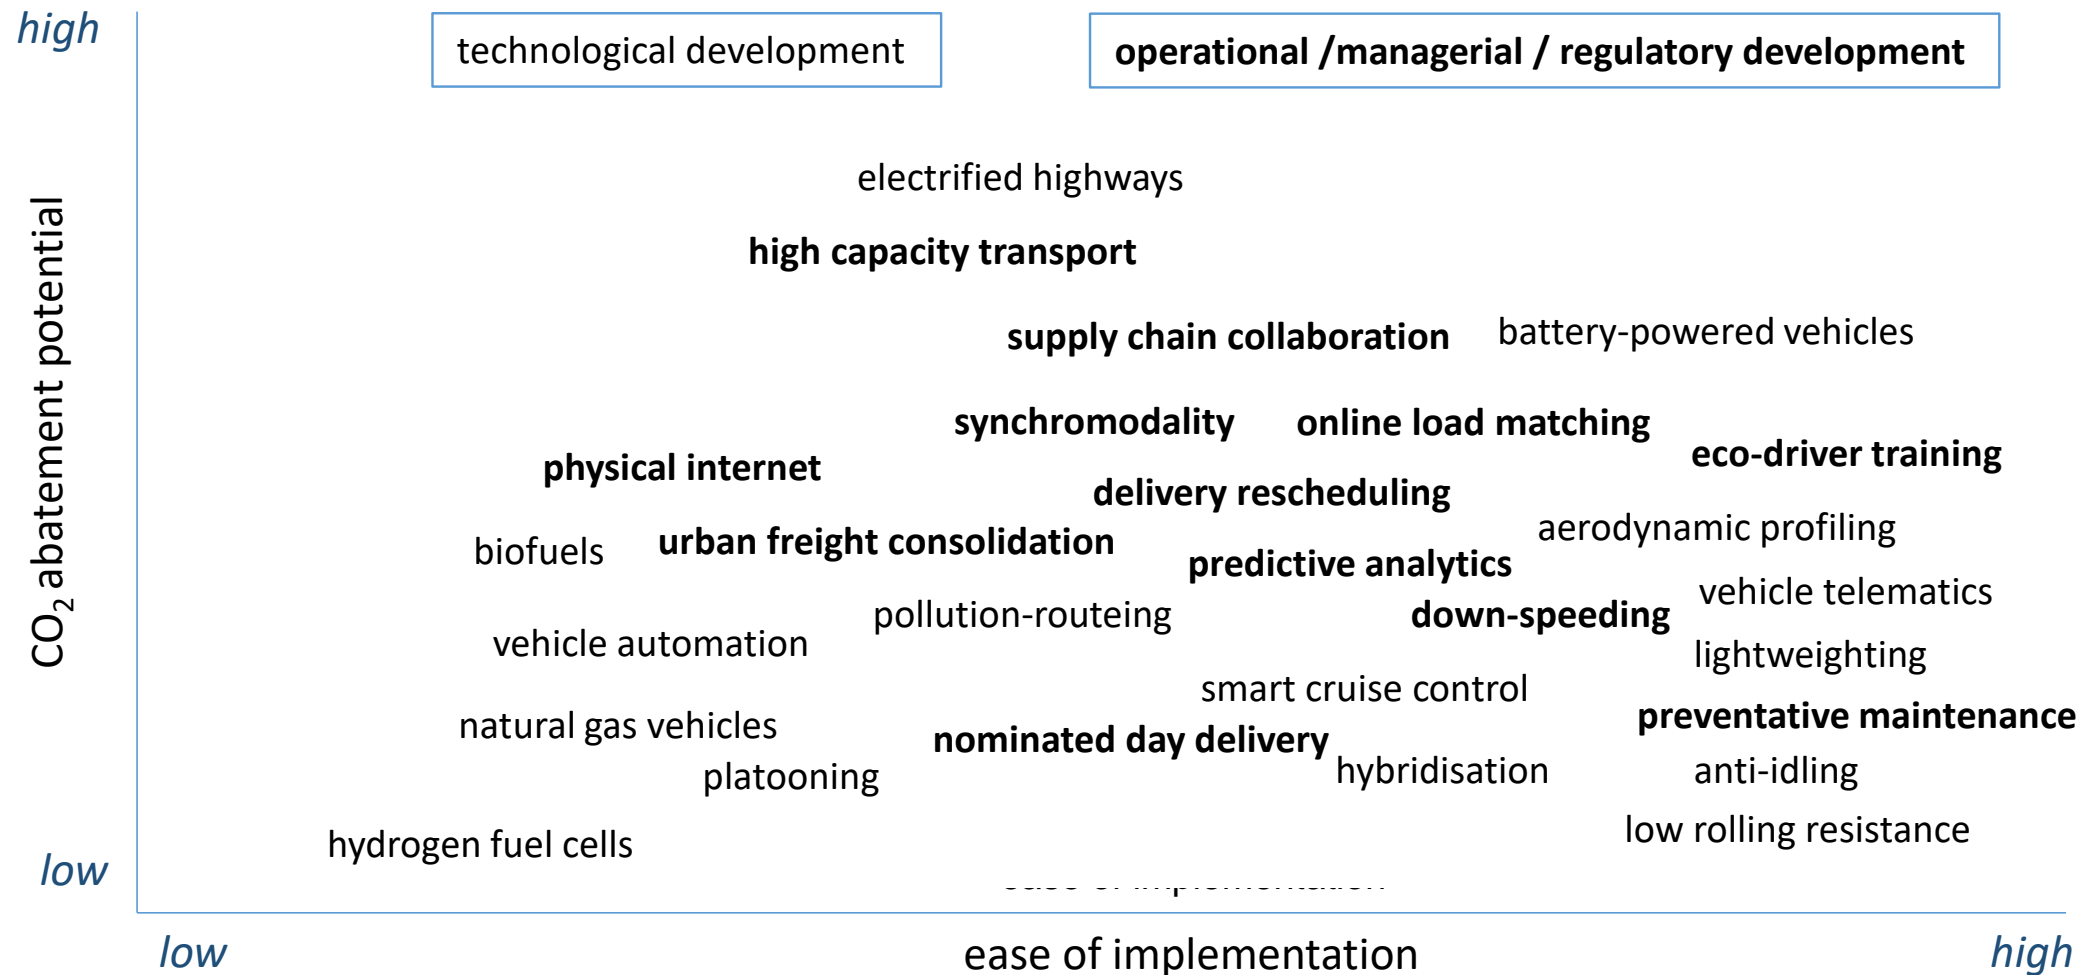 high
technological development
operational /managerial / regulatory development
electrified highways
high capacity transport
supply chain collaboration
battery-powered vehicles
synchromodality
online load matching
eco-driver training
physical internet
delivery rescheduling
aerodynamic profiling
biofuels
urban freight consolidation
predictive analytics
vehicle telematics
pollution-routeing
down-speeding
vehicle automation
lightweighting
smart cruise control
preventative maintenance
natural gas vehicles
nominated day delivery
platooning
hybridisation
anti-idling
hydrogen fuel cells
low rolling resistance
CO₂ abatement potential
low
low
ease of implementation
high